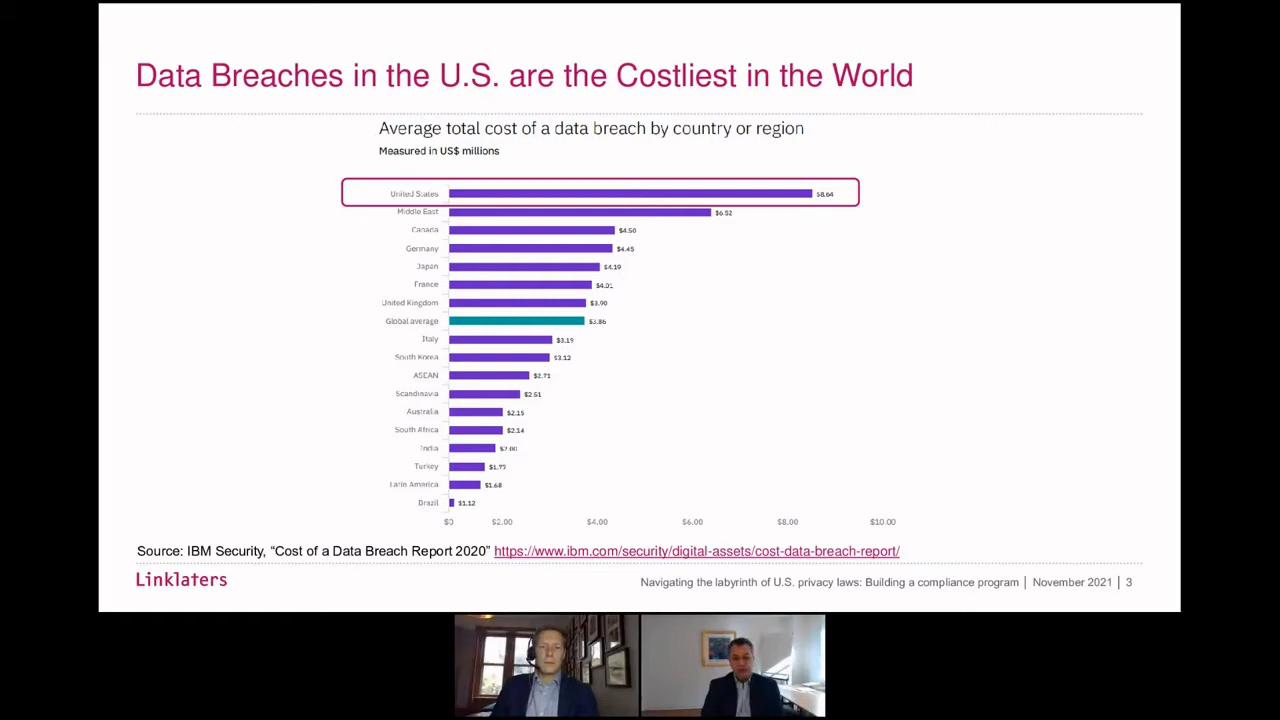 Data Breaches in the U.S. are the Costliest in the World
Average total cost of a data breach by country or region
Measured in US$ millions
United States $8.64
Middle East $6.52
Canada $4.50
Germany $4.45
Japan $4.19
France $4.01
United Kingdom $3.90
Global average $3.86
Italy $3.19
South Korea $3.12
ASEAN $2.71
Scandinavia $2.51
Australia $2.15
South Africa $2.14
India $2.00
Turkey $1.77
Latin America $1.68
Brazil $1.12
$0 $2.00 $4.00 $6.00 $8.00 $10.00
Source: IBM Security, “Cost of a Data Breach Report 2020” https://www.ibm.com/security/digital-assets/cost-data-breach-report/
Linklaters
Navigating the labyrinth of U.S. privacy laws: Building a compliance program | November 2021 | 3